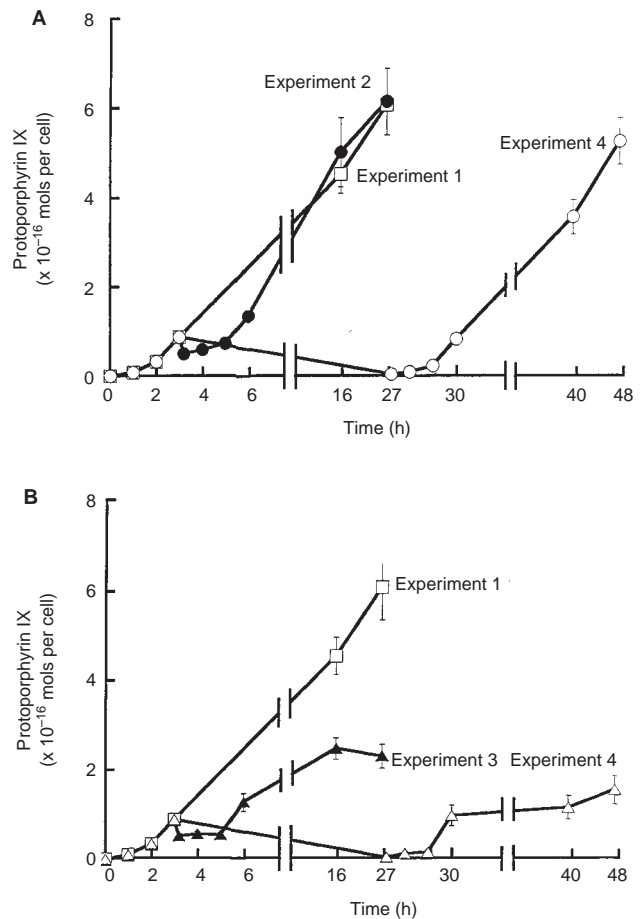 A
8
6
4
2
0
Protoporphyrin IX
(x 10⁻¹⁶ mols per cell)
Experiment 2
Experiment 1
Experiment 4
0 2 4 6 16 27 30 40 48
Time (h)
B
8
6
4
2
0
Protoporphyrin IX
(x 10⁻¹⁶ mols per cell)
Experiment 1
Experiment 3 Experiment 4
0 2 4 6 16 27 30 40 48
Time (h)